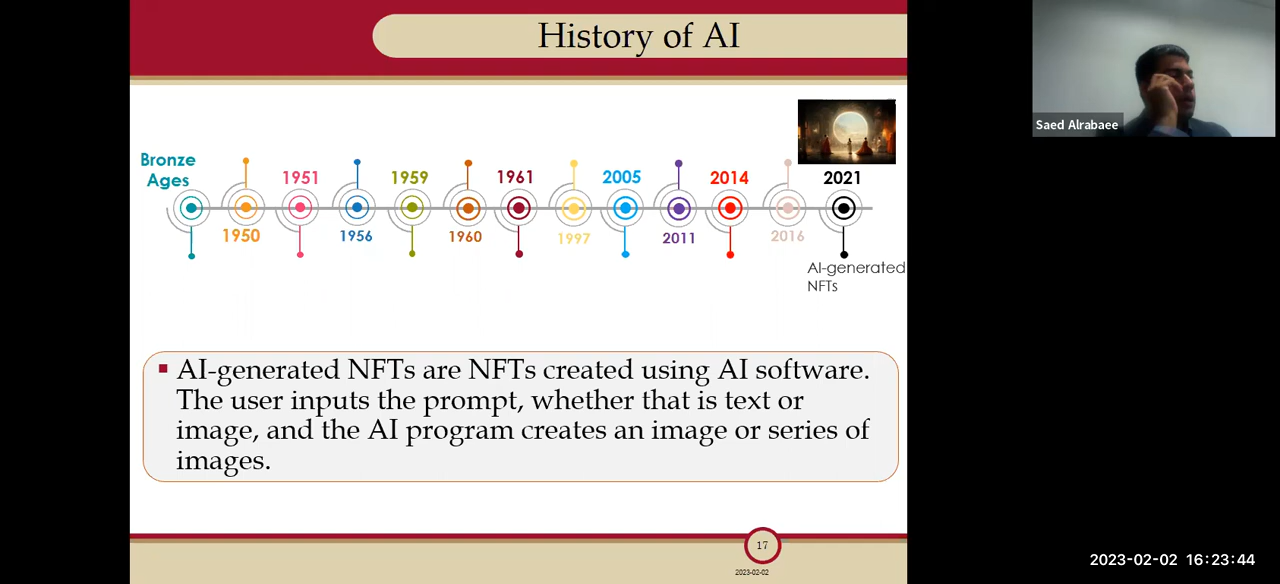 History of AI
Saed Alrabaee
Bronze
Ages
1950
1951
1956
1959
1960
1961
1997
2005
2011
2014
2016
2021
AI-generated
NFTs
▪ AI-generated NFTs are NFTs created using AI software.
The user inputs the prompt, whether that is text or
image, and the AI program creates an image or series of
images.
17
2023-02-02
2023-02-02 16:23:44